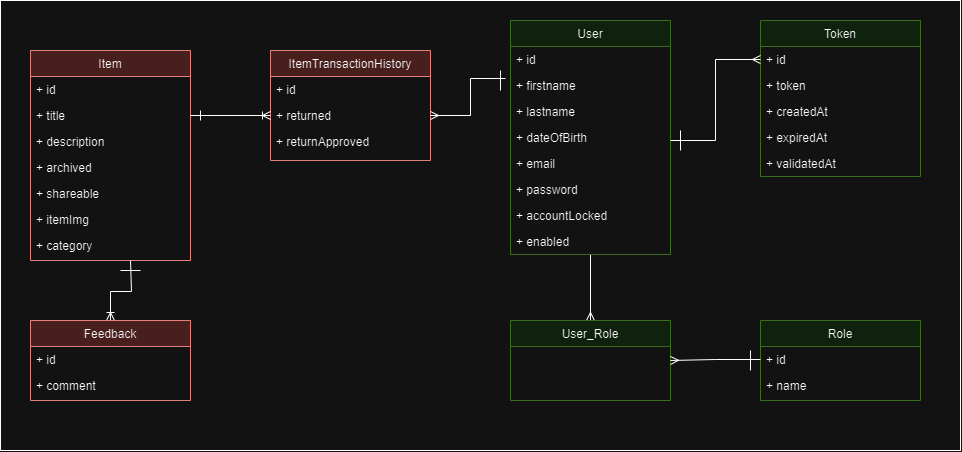 Item
+ id
+ title
+ description
+ archived
+ shareable
+ itemImg
+ category
ItemTransactionHistory
+ id
+ returned
+ returnApproved
User
+ id
+ firstname
+ lastname
+ dateOfBirth
+ email
+ password
+ accountLocked
+ enabled
Token
+ id
+ token
+ createdAt
+ expiredAt
+ validatedAt
Feedback
+ id
+ comment
User_Role
Role
+ id
+ name